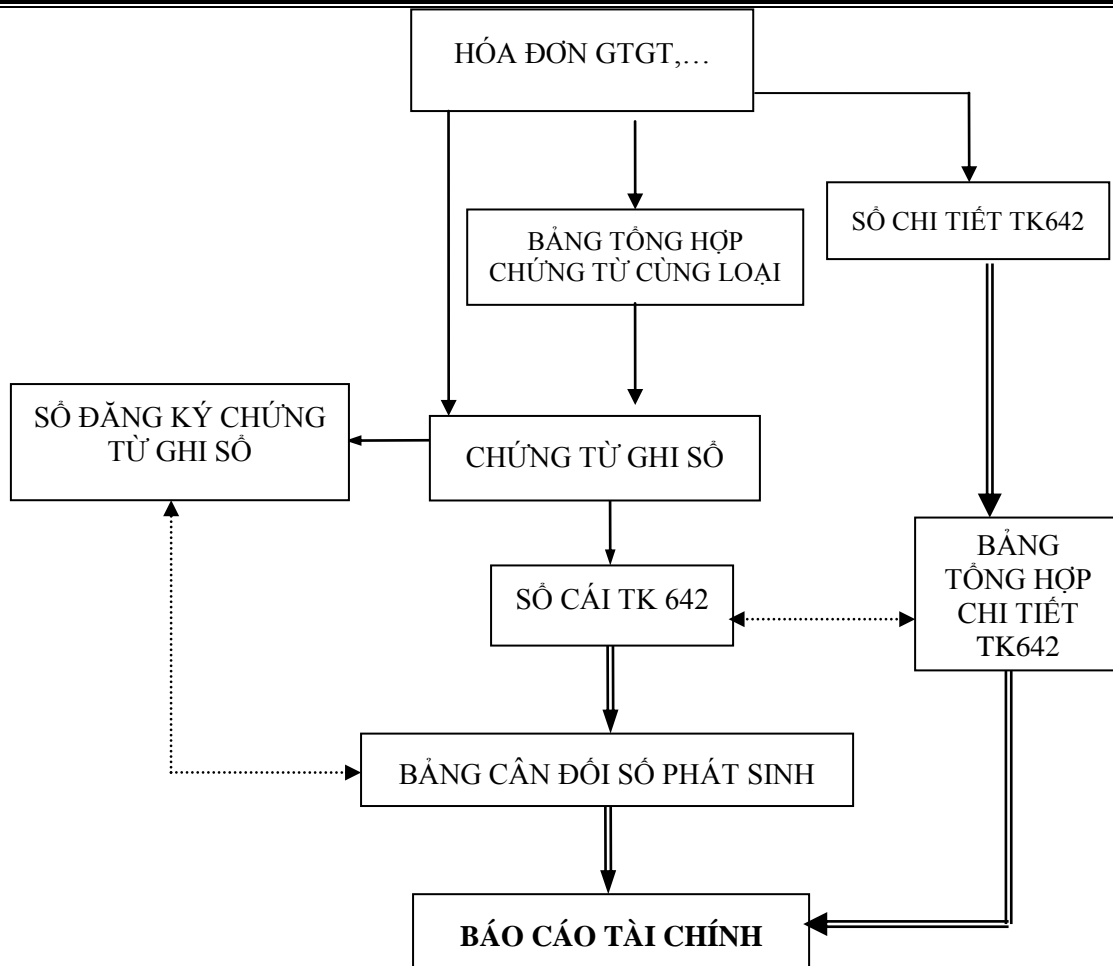 HÓA ĐƠN GTGT,…
SỔ CHI TIẾT TK642
BẢNG TỔNG HỢP
CHỨNG TỪ CÙNG LOẠI
SỔ ĐĂNG KÝ CHỨNG
TỪ GHI SỔ
CHỨNG TỪ GHI SỔ
SỔ CÁI TK 642
BẢNG
TỔNG HỢP
CHI TIẾT
TK642
BẢNG CÂN ĐỐI SỐ PHÁT SINH
BÁO CÁO TÀI CHÍNH